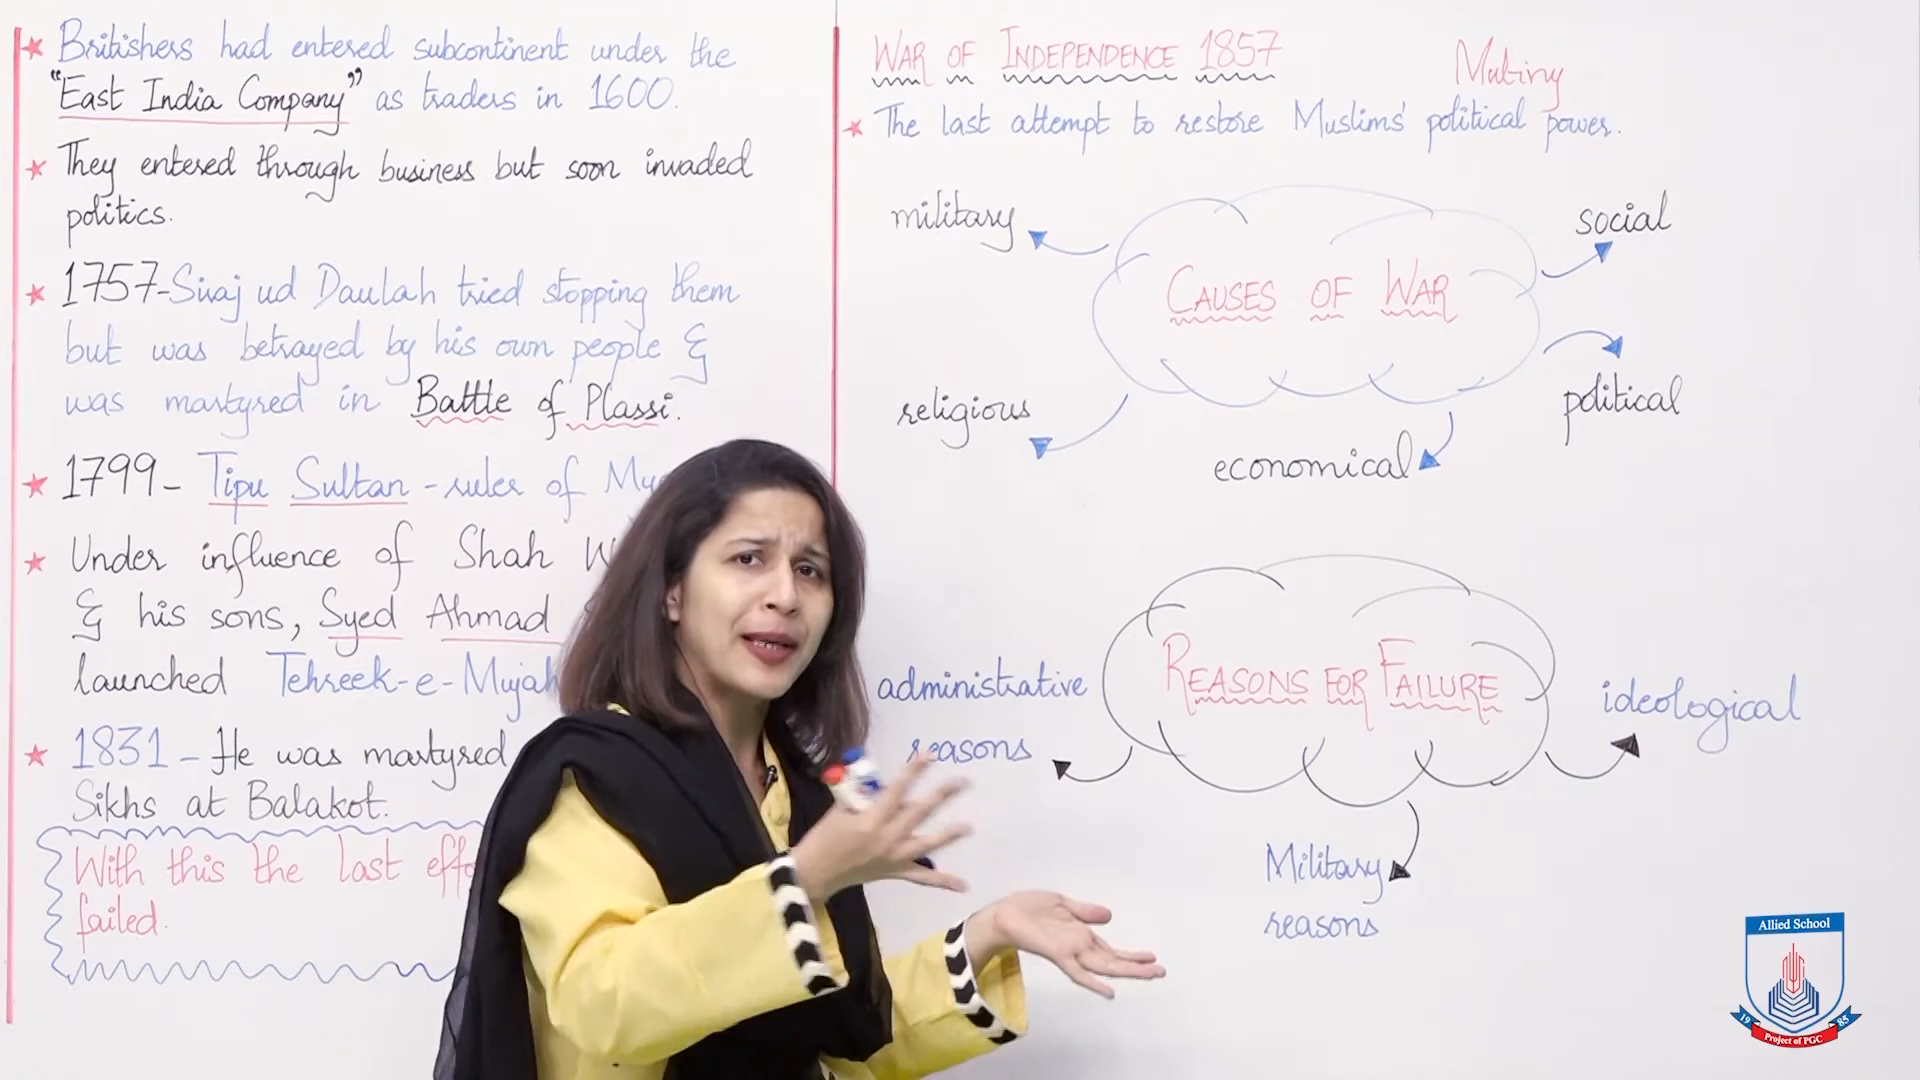 Britishers had entered subcontinent under the
"East India Company" as traders in 1600.
They entered through business but soon invaded
politics.
1757-Siraj ud Daulah tried stopping them
but was betrayed by his own people &
was martyred in Battle of Plassi.
1799- Tipu Sultan - ruler of
Under influence of Shah
& his sons, Syed Ahmad
launched Tehreek-e-
1831 - He was martyred
Sikhs at Balakot.
With this the last
failed.
WAR OF INDEPENDENCE 1857
Mutiny
The last attempt to restore Muslims' political power.
military
social
CAUSES OF WAR
religious
political
economical
REASONS FOR FAILURE
administrative
reasons
ideological
Military
reasons
Allied School
19 85
Project of PGC